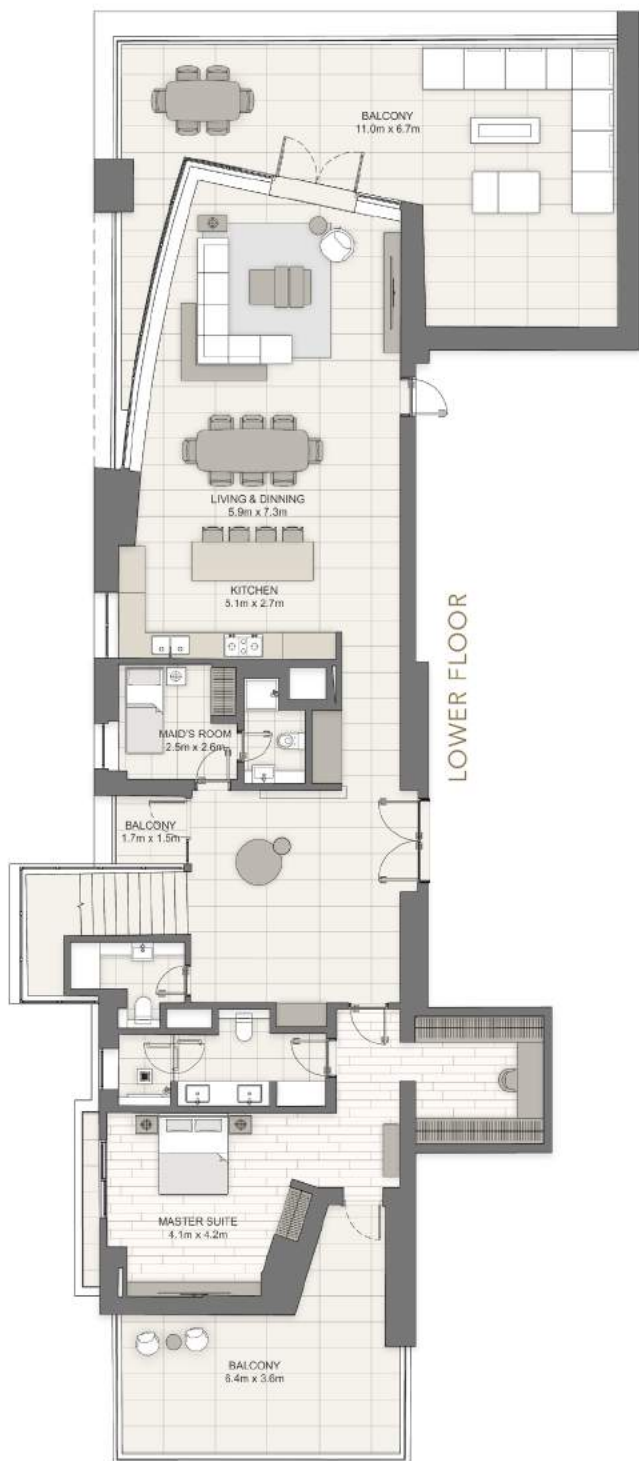 BALCONY
11.0m x 6.7m
LIVING & DINNING
5.9m x 7.3m
KITCHEN
5.1m x 2.7m
LOWER FLOOR
MAID'S ROOM
2.5m x 2.6m
BALCONY
1.7m x 1.5m
MASTER SUITE
4.1m x 4.2m
BALCONY
6.4m x 3.6m